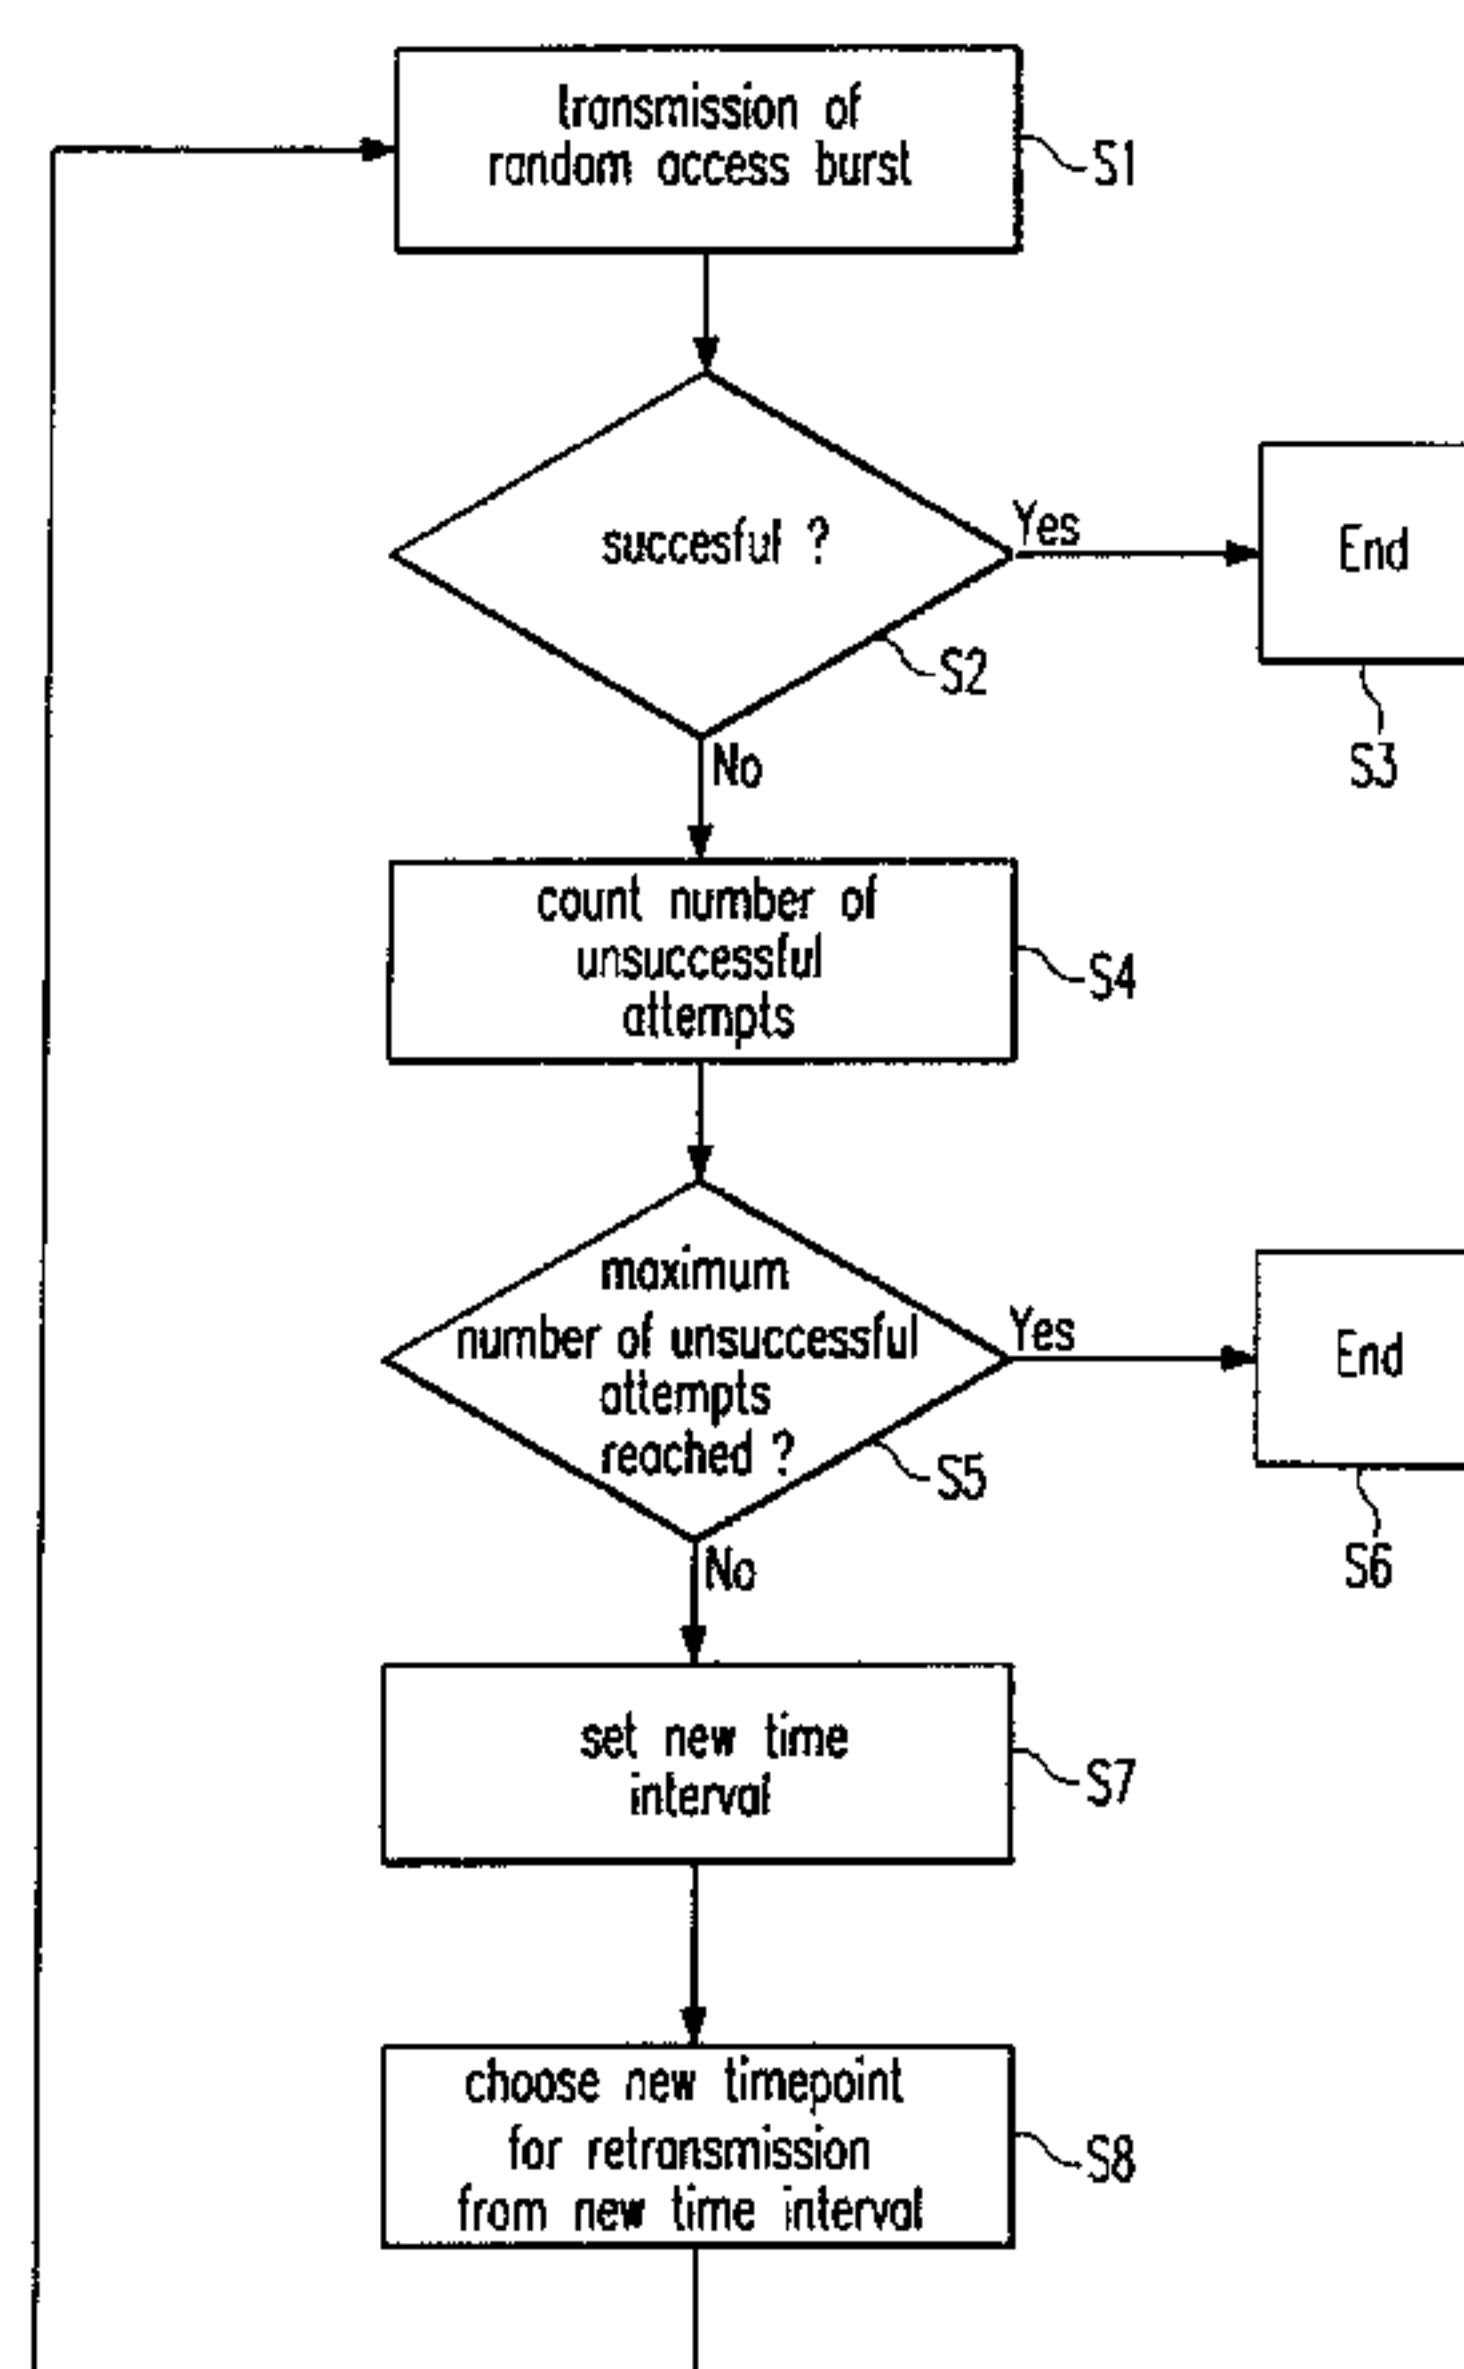 transmission of
random access burst
S1
succesful ?
Yes
End
S2
S3
No
count number of
unsuccessful
attempts
S4
maximum
number of unsuccessful
attempts
reached ?
Yes
End
S5
S6
No
set new time
interval
S7
choose new timepoint
for retransmission
from new time interval
S8